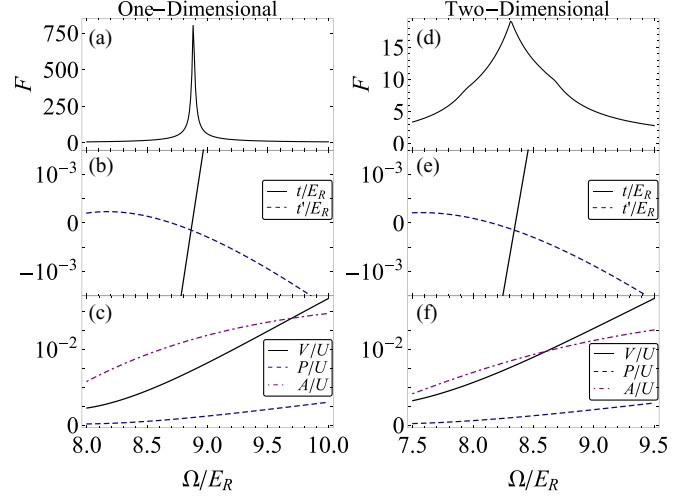 One−Dimensional
Two−Dimensional
(a)
F
750
500
250
0
(d)
F
15
10
5
0
(b)
10⁻³
0
−10⁻³
t/E_R
t'/E_R
(e)
10⁻³
0
−10⁻³
t/E_R
t'/E_R
(c)
10⁻²
0
V/U
P/U
A/U
8.0 8.5 9.0 9.5 10.0
Ω/E_R
(f)
10⁻²
0
V/U
P/U
A/U
7.5 8.0 8.5 9.0 9.5
Ω/E_R